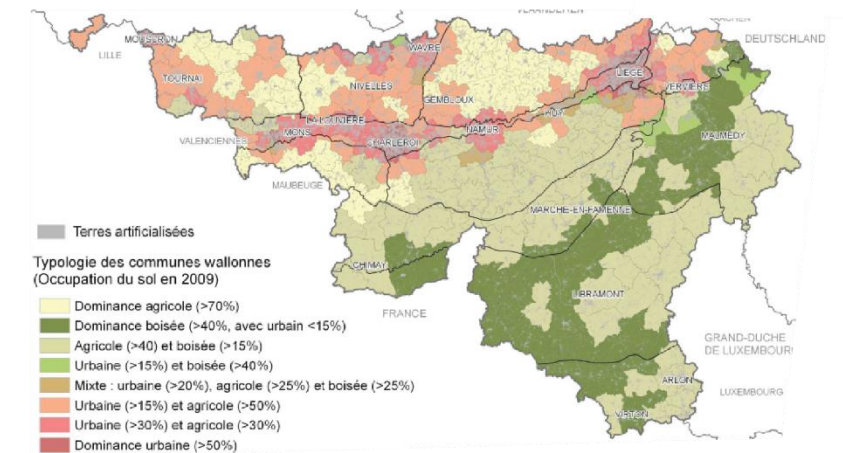 VLAANDEREN
AACHEN
DEUTSCHLAND
MOUSCRON
LILLE
WAVRE
TOURNAI
NIVELLES
LIEGE
VERVIERS
GEMBLOUX
HUY
LA LOUVIERE
MONS
NAMUR
CHARLEROI
VALENCIENNES
MALMEDY
MAUBEUGE
MARCHE-EN-FAMENNE
Terres artificialisées
Typologie des communes wallonnes
(Occupation du sol en 2009)
CHIMAY
LIBRAMONT
FRANCE
Dominance agricole (>70%)
Dominance boisée (>40%, avec urbain <15%)
Agricole (>40) et boisée (>15%)
Urbaine (>15%) et boisée (>40%)
Mixte : urbaine (>20%), agricole (>25%) et boisée (>25%)
Urbaine (>15%) et agricole (>50%)
Urbaine (>30%) et agricole (>30%)
Dominance urbaine (>50%)
GRAND-DUCHE
DE LUXEMBOUR
ARLON
LUXEMBOURG
VIRTON